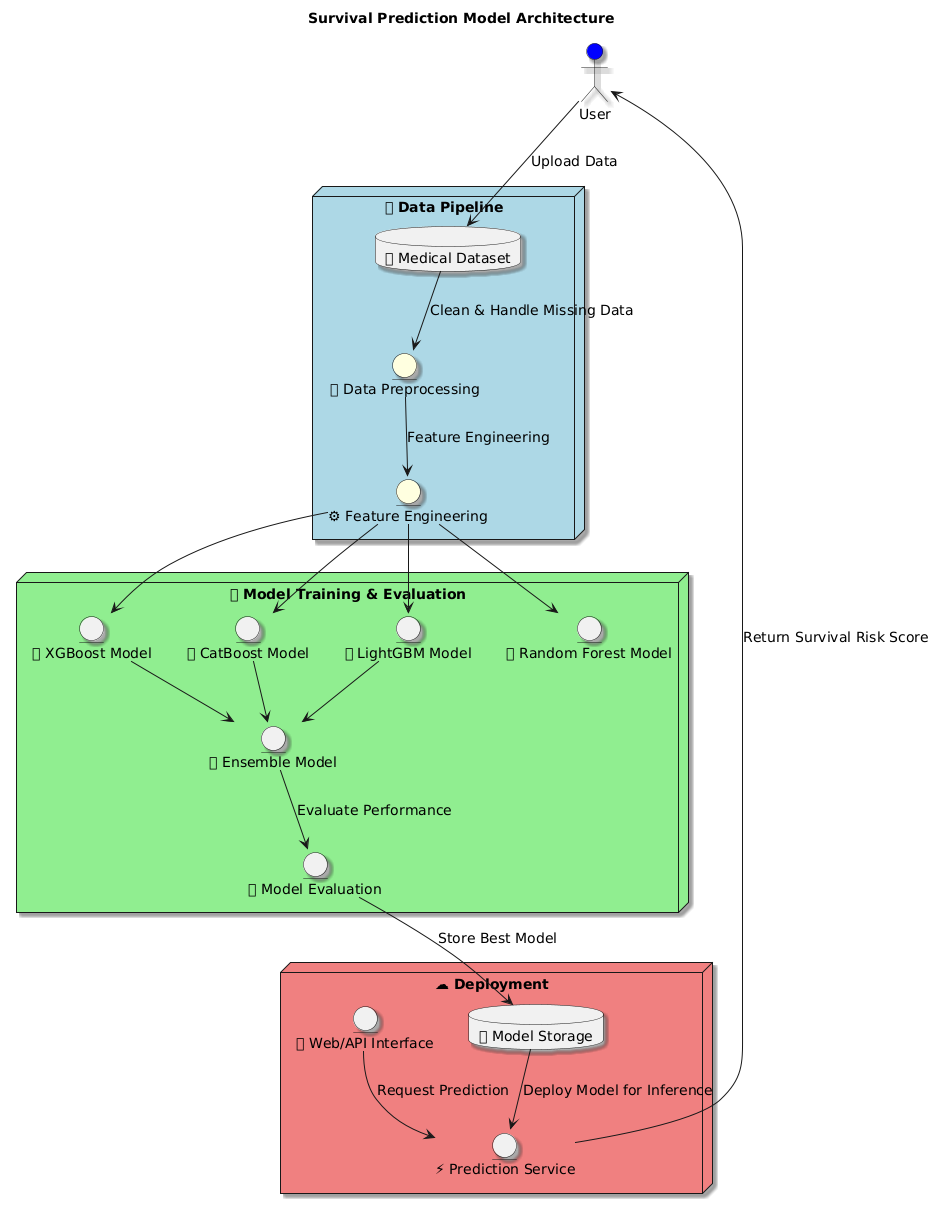 Survival Prediction Model Architecture
User
Upload Data
Data Pipeline
Medical Dataset
Clean & Handle Missing Data
Data Preprocessing
Feature Engineering
⚙ Feature Engineering
Model Training & Evaluation
XGBoost Model
CatBoost Model
LightGBM Model
Random Forest Model
Return Survival Risk Score
Ensemble Model
Evaluate Performance
Model Evaluation
Store Best Model
☁ Deployment
Model Storage
Web/API Interface
Request Prediction
Deploy Model for Inference
⚡ Prediction Service